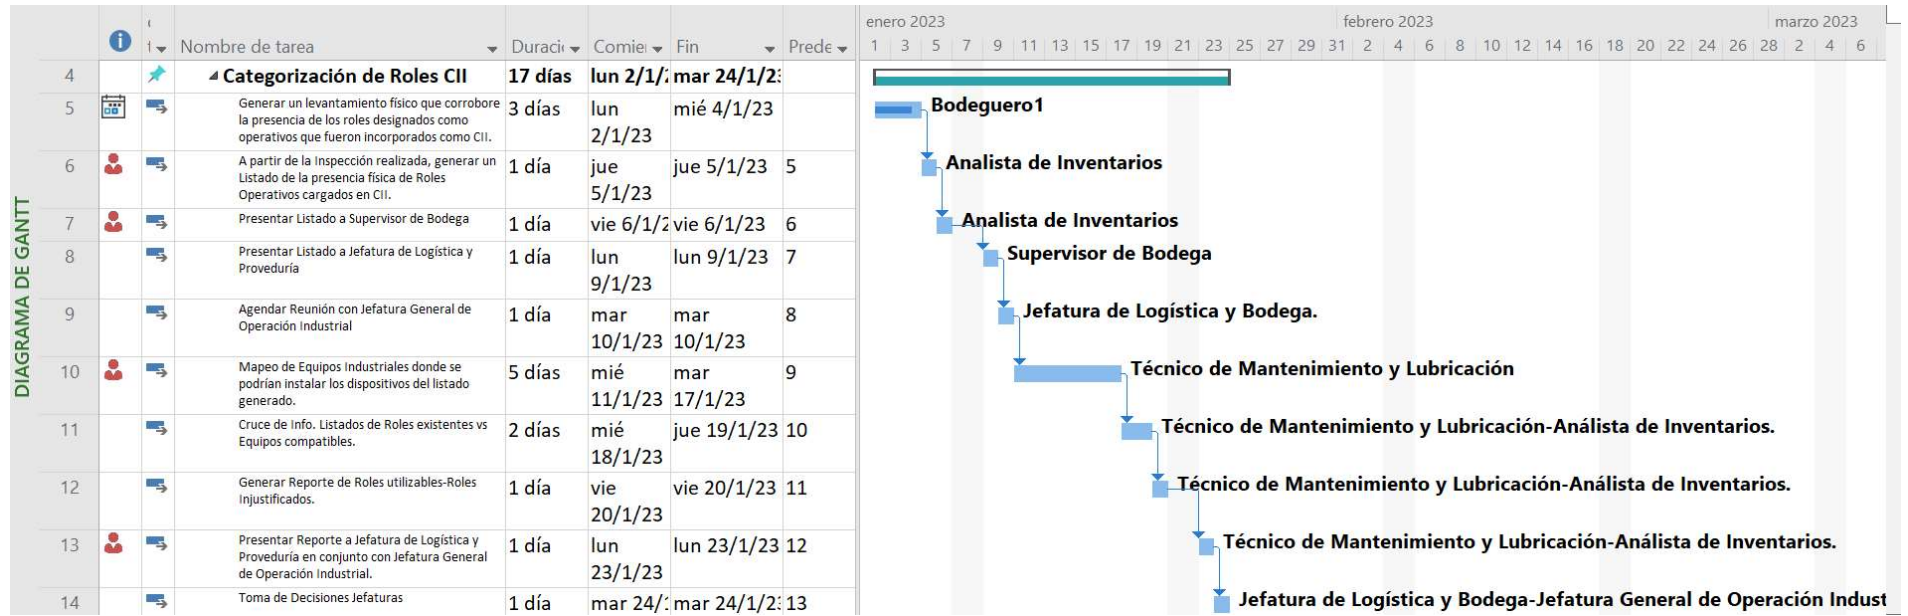 enero 2023 febrero 2023 marzo 2023
Nombre de tarea Duraci Comie Fin Prede 1 3 5 7 9 11 13 15 17 19 21 23 25 27 29 31 2 4 6 8 10 12 14 16 18 20 22 24 26 28 2 4 6
DIAGRAMA DE GANTT
4 Categorización de Roles CII 17 días lun 2/1/2 mar 24/1/23
5 Generar un levantamiento físico que corrobore 3 días lun mié 4/1/23 Bodeguero1
la presencia de los roles designados como
operativos que fueron incorporados como CII. 2/1/23
6 A partir de la Inspección realizada, generar un 1 día jue jue 5/1/23 5 Analista de Inventarios
Listado de la presencia física de Roles
Operativos cargados en CII. 5/1/23
7 Presentar Listado a Supervisor de Bodega 1 día vie 6/1/2 vie 6/1/23 6 Analista de Inventarios
8 Presentar Listado a Jefatura de Logística y 1 día lun lun 9/1/23 7 Supervisor de Bodega
Proveduría 9/1/23
9 Agendar Reunión con Jefatura General de 1 día mar mar 8 Jefatura de Logística y Bodega.
Operación Industrial 10/1/23 10/1/23
10 Mapeo de Equipos Industriales donde se 5 días mié mar 9 Técnico de Mantenimiento y Lubricación
podrían instalar los dispositivos del listado
generado. 11/1/23 17/1/23
11 Cruce de Info. Listados de Roles existentes vs 2 días mié jue 19/1/23 10 Técnico de Mantenimiento y Lubricación-Análista de Inventarios.
Equipos compatibles. 18/1/23
12 Generar Reporte de Roles utilizables-Roles 1 día vie vie 20/1/23 11 Técnico de Mantenimiento y Lubricación-Análista de Inventarios.
Injustificados. 20/1/23
13 Presentar Reporte a Jefatura de Logística y 1 día lun lun 23/1/23 12 Técnico de Mantenimiento y Lubricación-Análista de Inventarios.
Proveduría en conjunto con Jefatura General
de Operación Industrial. 23/1/23
14 Toma de Decisiones Jefaturas 1 día mar 24/1 mar 24/1/23 13 Jefatura de Logística y Bodega-Jefatura General de Operación Indust